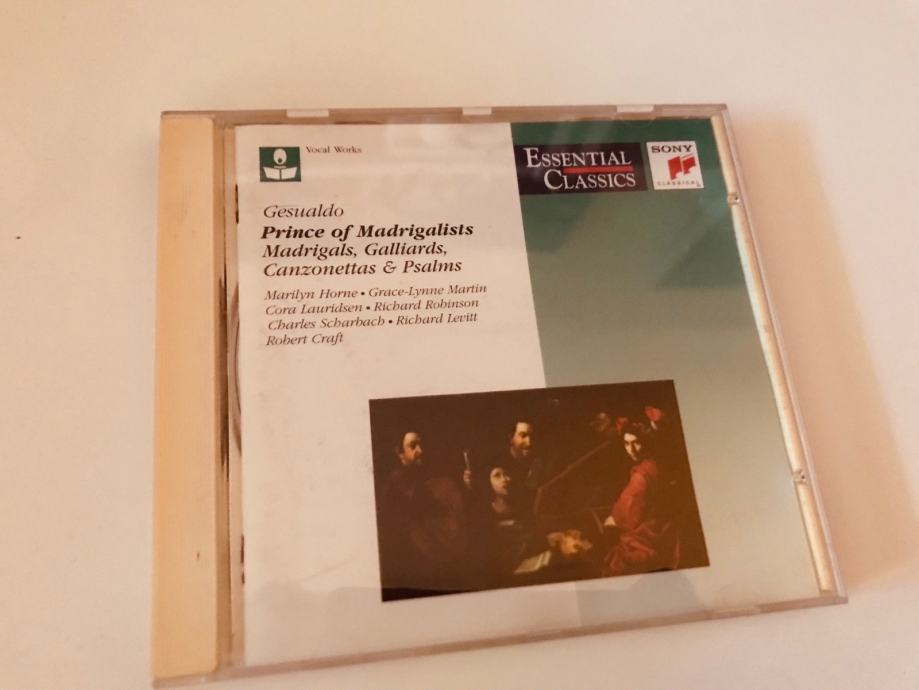 Vocal Works
ESSENTIAL
CLASSICS
SONY
CLASSICAL
Gesualdo
Prince of Madrigalists
Madrigals, Galliards,
Canzonettas & Psalms
Marilyn Horne • Grace-Lynne Martin
Cora Lauridsen • Richard Robinson
Charles Scharbach • Richard Levitt
Robert Craft